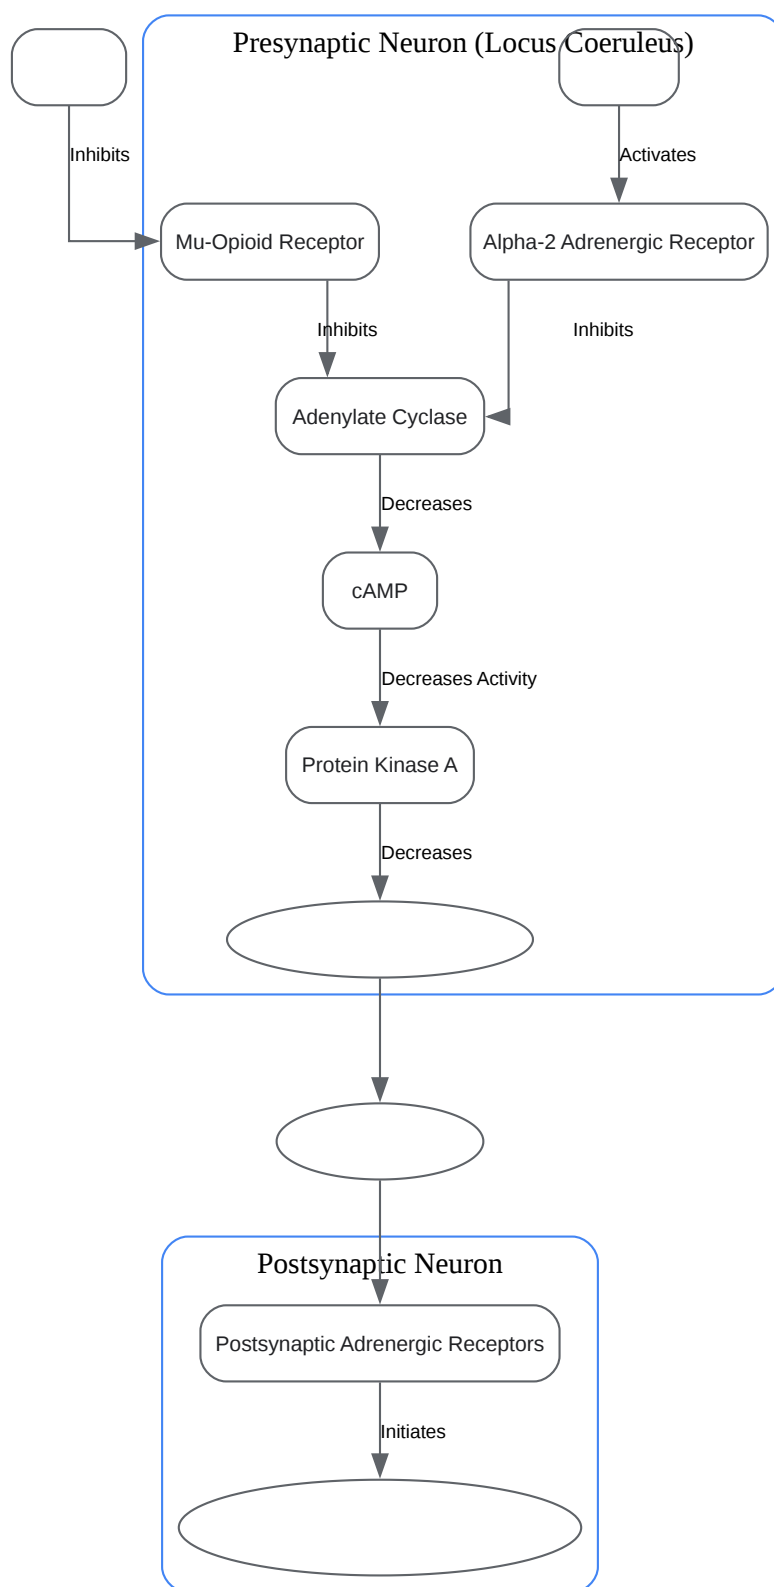 Presynaptic Neuron (Locus Coeruleus)
Inhibits
Activates
Mu-Opioid Receptor
Alpha-2 Adrenergic Receptor
Inhibits
Inhibits
Adenylate Cyclase
Decreases
cAMP
Decreases Activity
Protein Kinase A
Decreases
Postsynaptic Neuron
Postsynaptic Adrenergic Receptors
Initiates